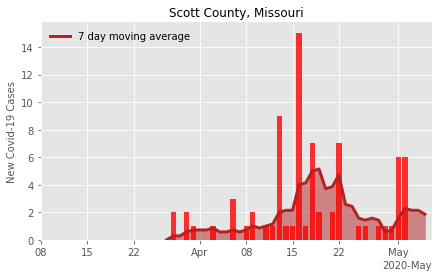 Scott County, Missouri
7 day moving average
New Covid-19 Cases
14
12
10
8
6
4
2
0
08 15 22 Apr 08 15 22 May
2020-May